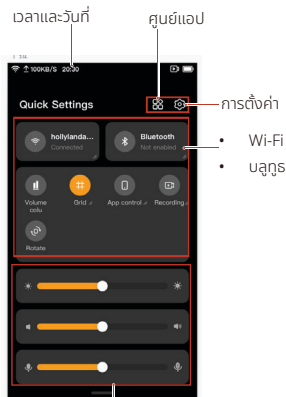 เวลาและวันที่
ศูนย์แอป
100KB/S 20:30
Quick Settings
การตั้งค่า
hollylanda...
Connected
Bluetooth
Not enabled
• Wi-Fi
• บลูทูธ
Volume colu
Grid
App control
Recording
Rotate